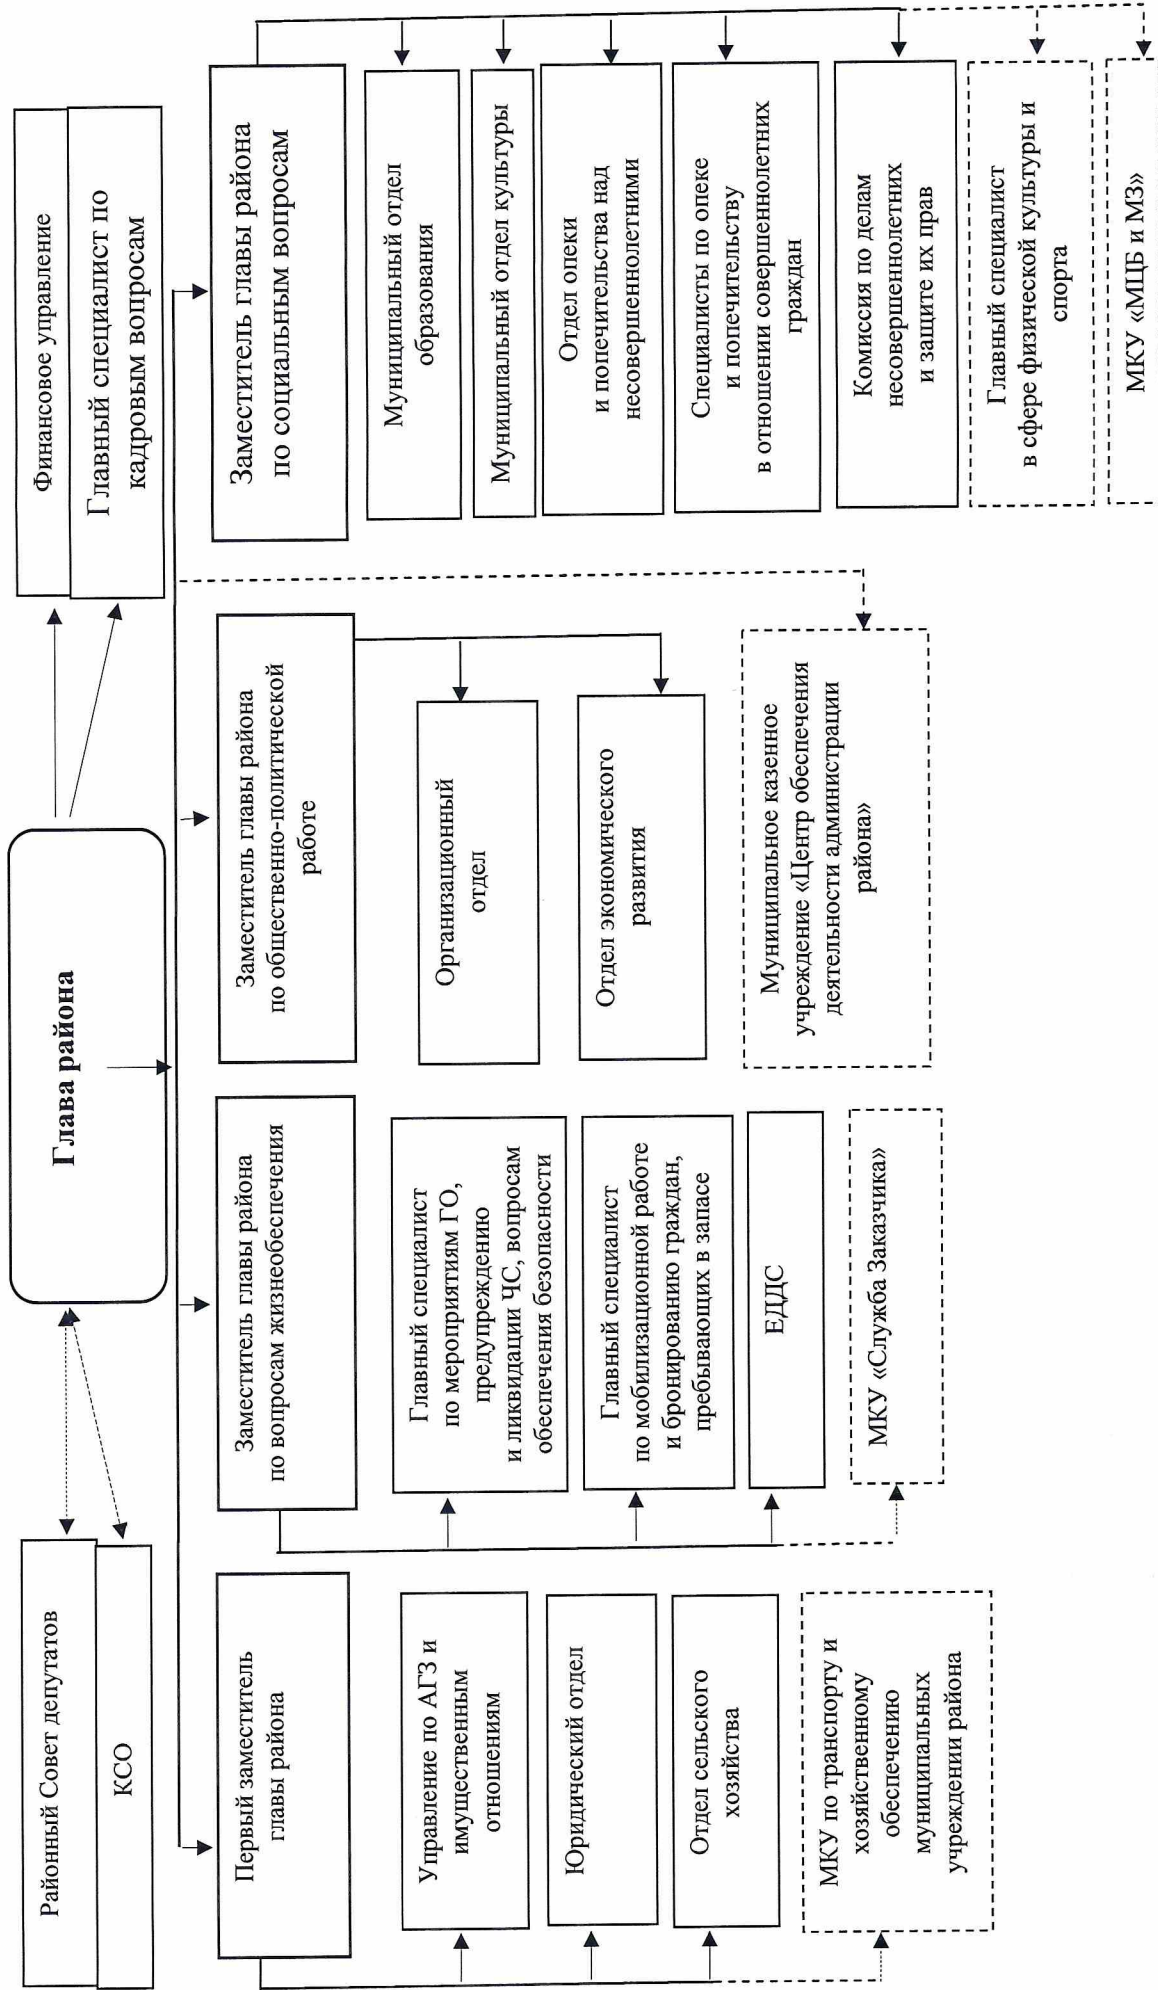 Районный Совет депутатов
КСО
Глава района
Финансовое управление
Главный специалист по
кадровым вопросам
Первый заместитель
главы района
Управление по АГЗ и
имущественным
отношениям
Юридический отдел
Отдел сельского
хозяйства
МКУ по транспорту и
хозяйственному
обеспечению
муниципальных
учреждении района
Заместитель главы района
по вопросам жизнеобеспечения
Главный специалист
по мероприятиям ГО,
предупреждению
и ликвидации ЧС, вопросам
обеспечения безопасности
Главный специалист
по мобилизационной работе
и бронированию граждан,
пребывающих в запасе
ЕДДС
МКУ «Служба Заказчика»
Заместитель главы района
по общественно-политической
работе
Организационный
отдел
Отдел экономического
развития
Муниципальное казенное
учреждение «Центр обеспечения
деятельности администрации
района»
Заместитель главы района
по социальным вопросам
Муниципальный отдел
образования
Муниципальный отдел культуры
Отдел опеки
и попечительства над
несовершеннолетними
Специалисты по опеке
и попечительству
в отношении совершеннолетних
граждан
Комиссия по делам
несовершеннолетних
и защите их прав
Главный специалист
в сфере физической культуры и
спорта
МКУ «МЦБ и МЗ»